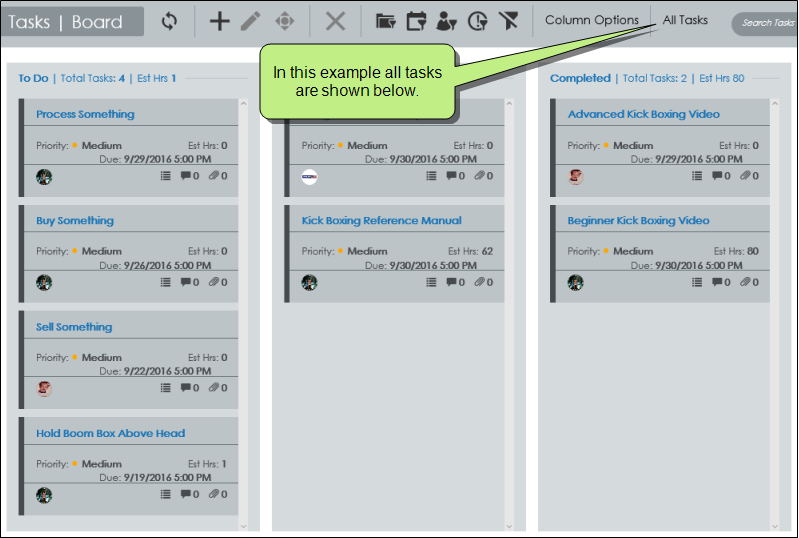 Tasks | Board
Column Options
All Tasks
Search Tasks
In this example all tasks
are shown below.
To Do | Total Tasks: 4 | Est Hrs 1
Process Something
Priority: Medium Est Hrs: 0
Due: 9/29/2016 5:00 PM
0 0
Buy Something
Priority: Medium Est Hrs: 0
Due: 9/26/2016 5:00 PM
0 0
Sell Something
Priority: Medium Est Hrs: 0
Due: 9/22/2016 5:00 PM
0 0
Hold Boom Box Above Head
Priority: Medium Est Hrs: 1
Due: 9/19/2016 5:00 PM
0 0
Priority: Medium Est Hrs: 0
Due: 9/30/2016 5:00 PM
0 0
Kick Boxing Reference Manual
Priority: Medium Est Hrs: 62
Due: 9/30/2016 5:00 PM
0 0
Completed | Total Tasks: 2 | Est Hrs 80
Advanced Kick Boxing Video
Priority: Medium Est Hrs: 0
Due: 9/29/2016 5:00 PM
0 0
Beginner Kick Boxing Video
Priority: Medium Est Hrs: 80
Due: 9/30/2016 5:00 PM
0 0